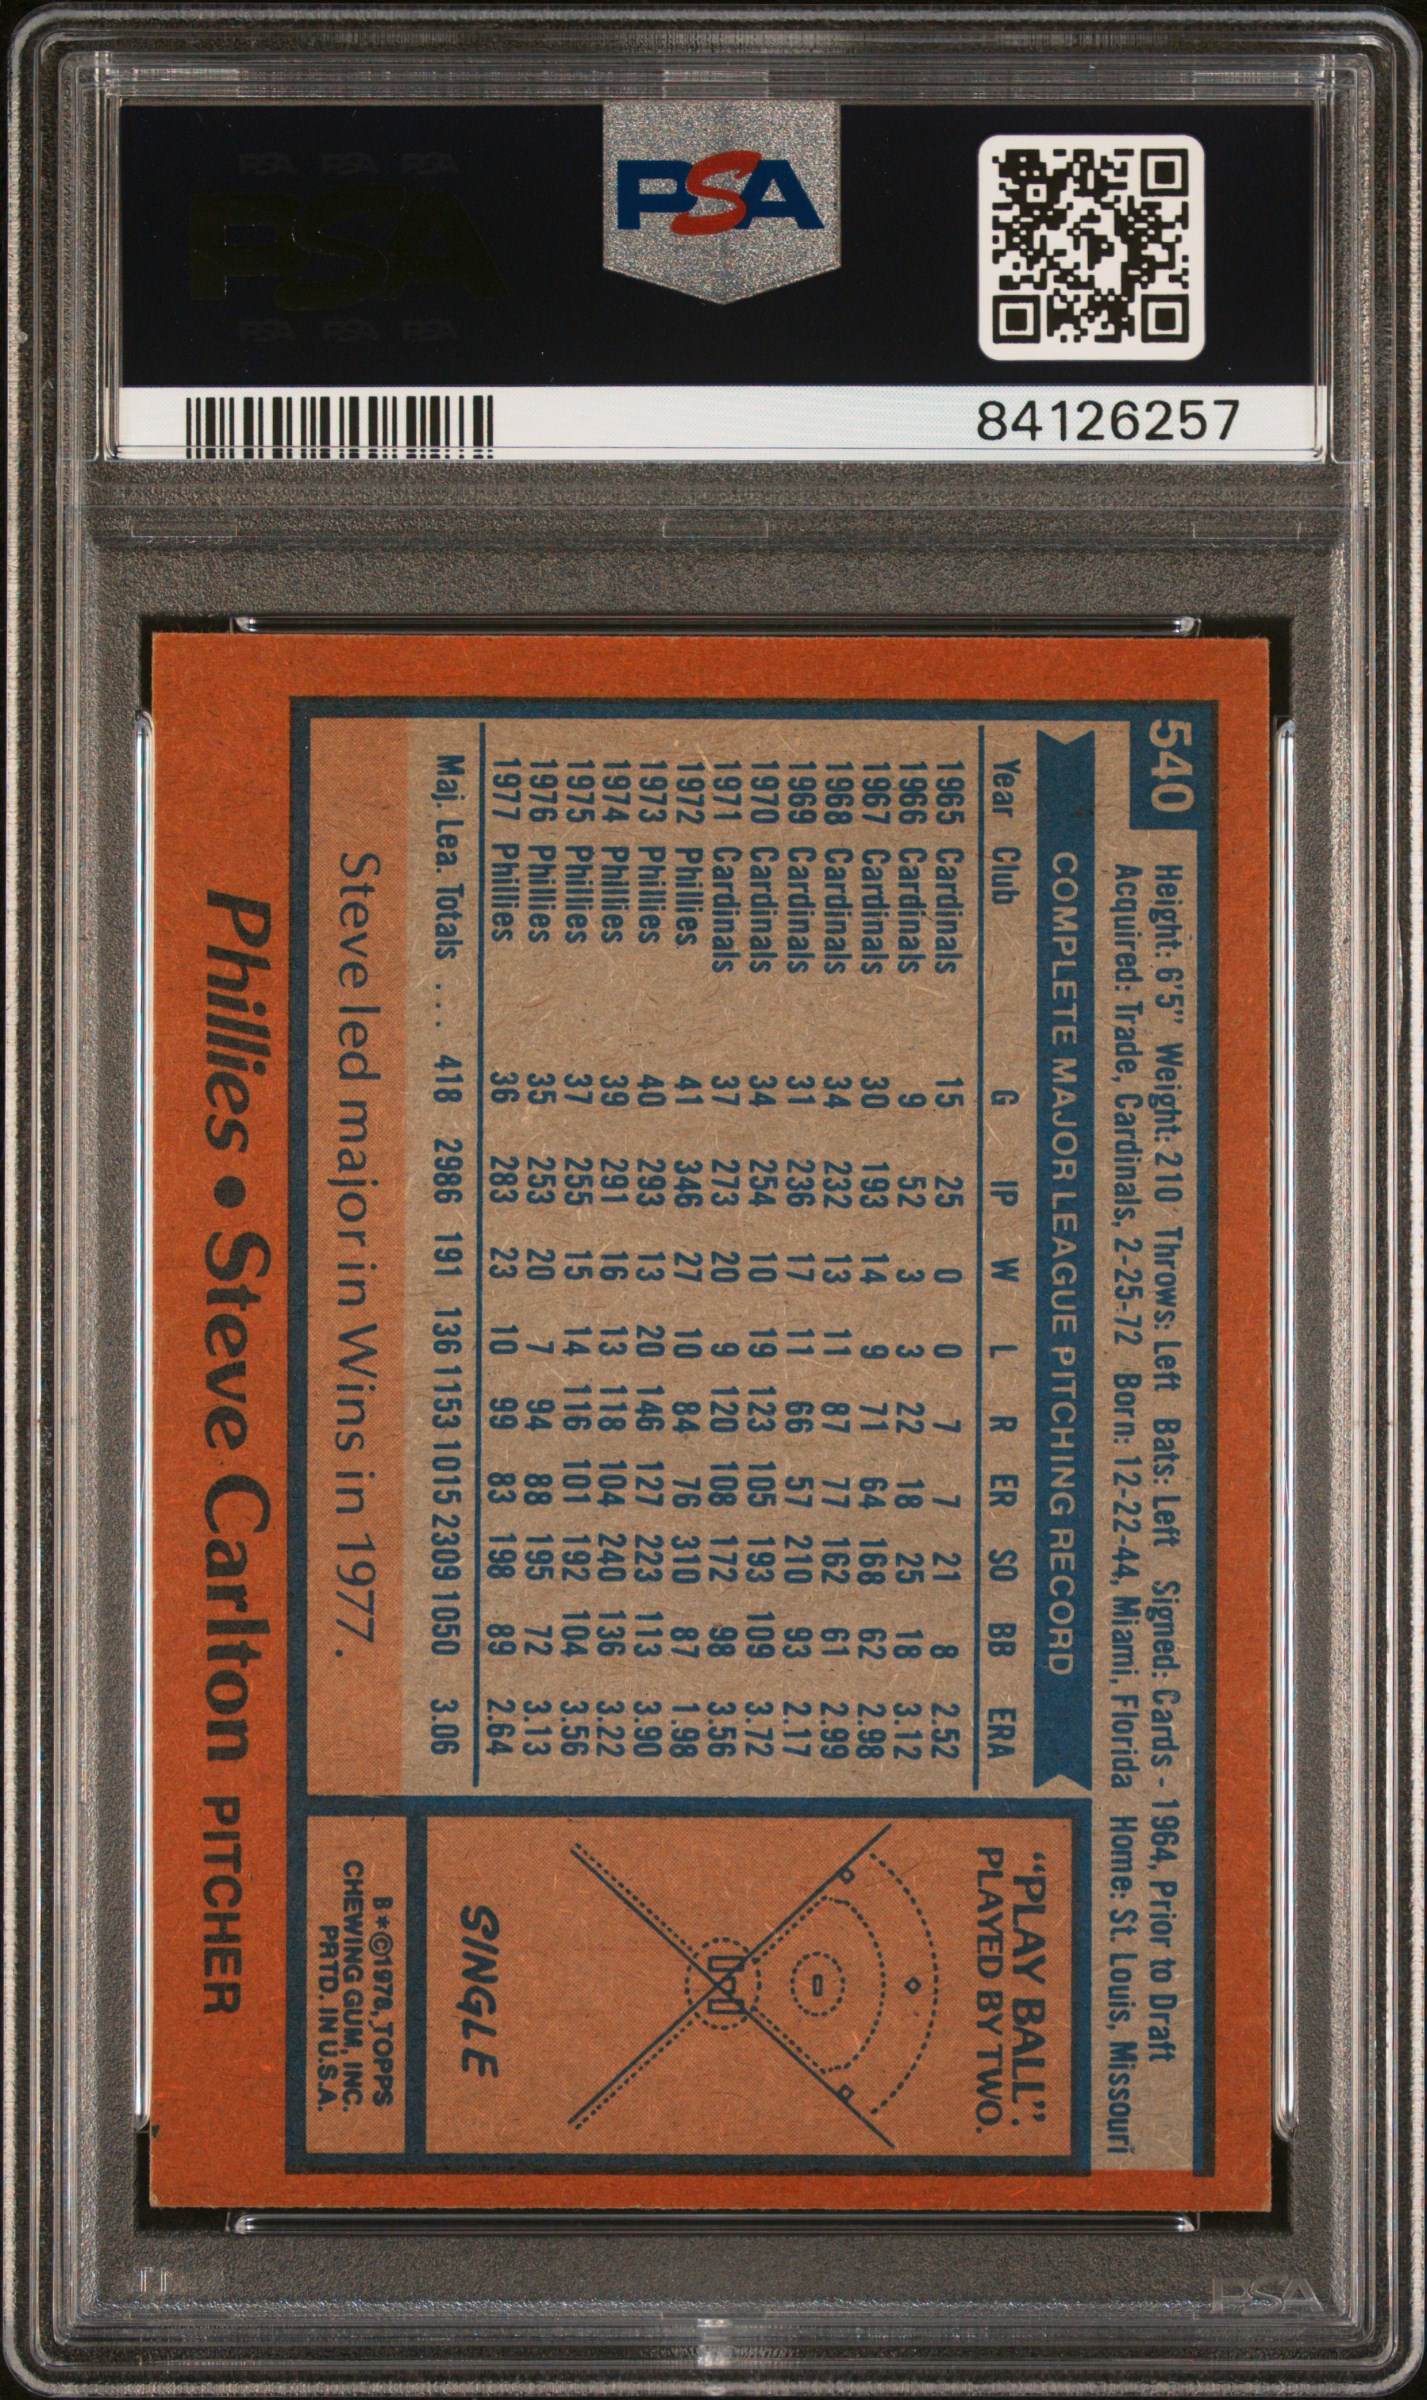 PSA PSA PSA
PSA
PSA PSA PSA
PSA
84126257
540
Height: 6'5" Weight: 210 Throws: Left Bats: Left Signed: Cards - 1964, Prior to Draft
Acquired: Trade, Cardinals, 2-25-72 Born: 12-22-44, Miami, Florida Home: St. Louis, Missouri
COMPLETE MAJOR LEAGUE PITCHING RECORD
Year Club G IP W L R ER SO BB ERA
1965 Cardinals 15 25 0 0 7 7 21 8 2.52
1966 Cardinals 9 52 3 3 22 18 25 18 3.12
1967 Cardinals 30 193 14 9 71 64 168 62 2.98
1968 Cardinals 34 232 13 11 87 77 162 61 2.99
1969 Cardinals 31 236 17 11 66 57 210 93 2.17
1970 Cardinals 34 254 10 19 123 105 193 109 3.72
1971 Cardinals 37 273 20 9 120 108 172 98 3.56
1972 Phillies 41 346 27 10 84 76 310 87 1.98
1973 Phillies 40 293 13 20 146 127 223 113 3.90
1974 Phillies 39 291 16 13 118 104 240 136 3.22
1975 Phillies 37 255 15 14 116 101 192 104 3.56
1976 Phillies 35 253 20 7 94 88 195 72 3.13
1977 Phillies 36 283 23 10 99 83 198 89 2.64
Maj. Lea. Totals ... 418 2986 191 136 1153 1015 2309 1050 3.06
Steve led major in Wins in 1977.
"PLAY BALL":
PLAYED BY TWO.
SINGLE
B*©1978, TOPPS
CHEWING GUM, INC.
PRTD. IN U.S.A.
Phillies • Steve Carlton PITCHER
PSA